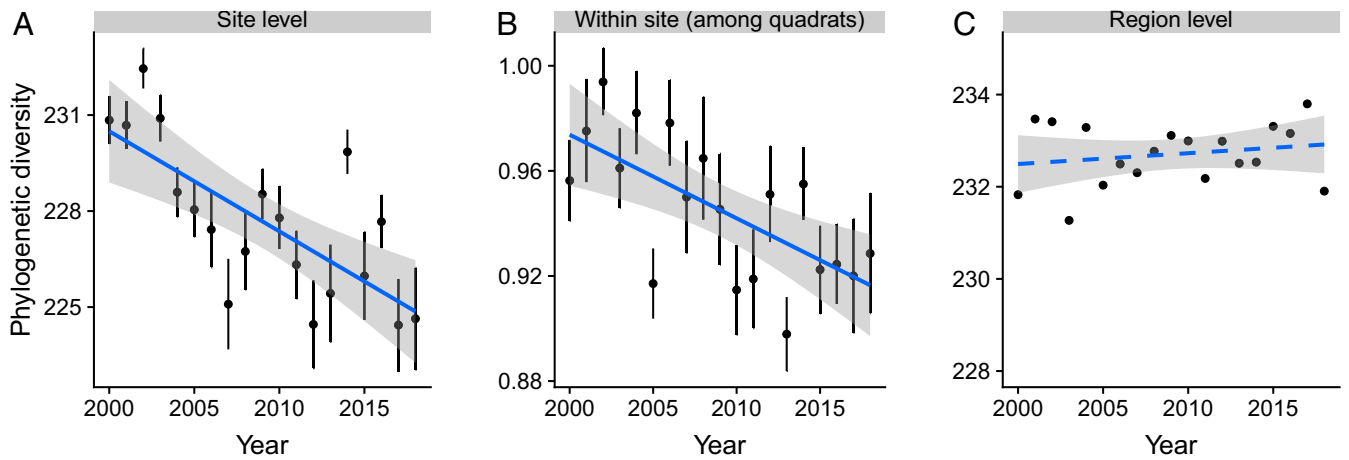 A
Site level
B
Within site (among quadrats)
C
Region level
Phylogenetic diversity
231
228
225
2000 2005 2010 2015
Year
1.00
0.96
0.92
0.88
2000 2005 2010 2015
Year
234
232
230
228
2000 2005 2010 2015
Year